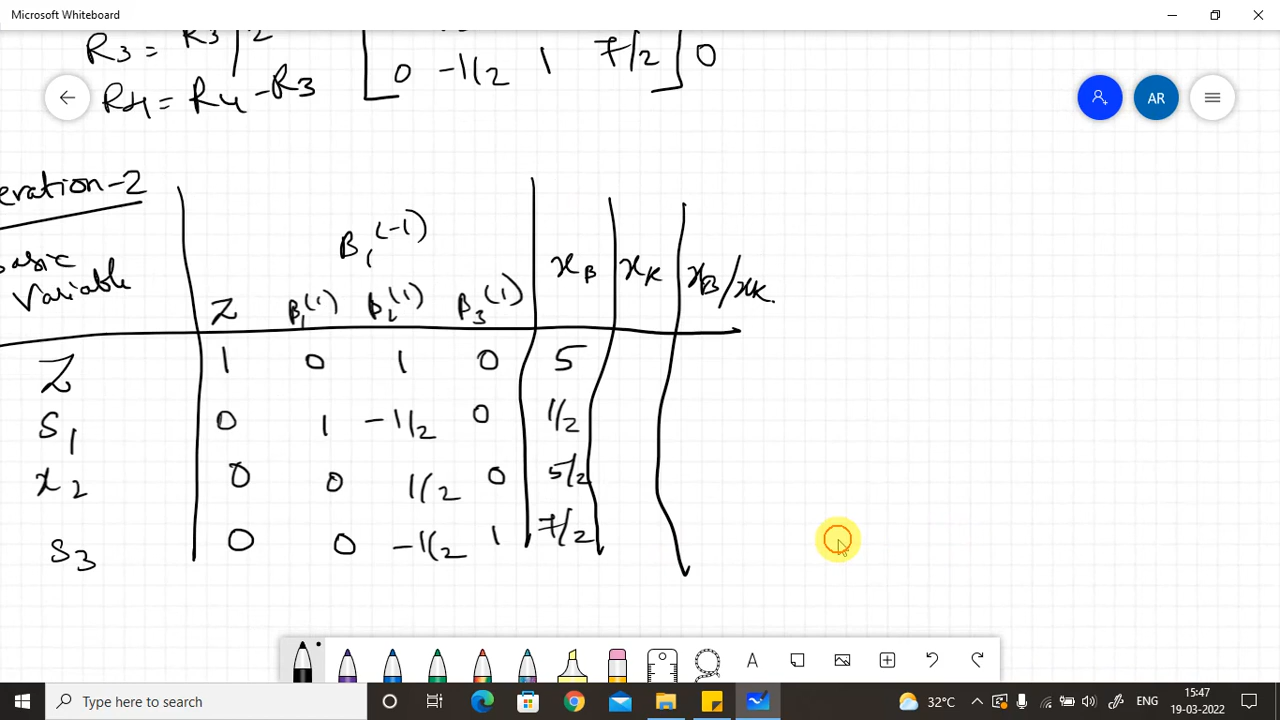 Microsoft Whiteboard
R3 = R3/2
0 -1/2 1 7/2 0
R4 = R4 - R3
AR
eration-2
B1(-1)
xB xK xB/xK.
Basic
Variable
Z B1(1) B2(1) B3(1)
Z 1 0 1 0 5
S1 0 1 -1/2 0 1/2
x2 0 0 1/2 0 5/2
S3 0 0 -1/2 1 7/2
A
Type here to search
32°C
ENG
15:47
19-03-2022